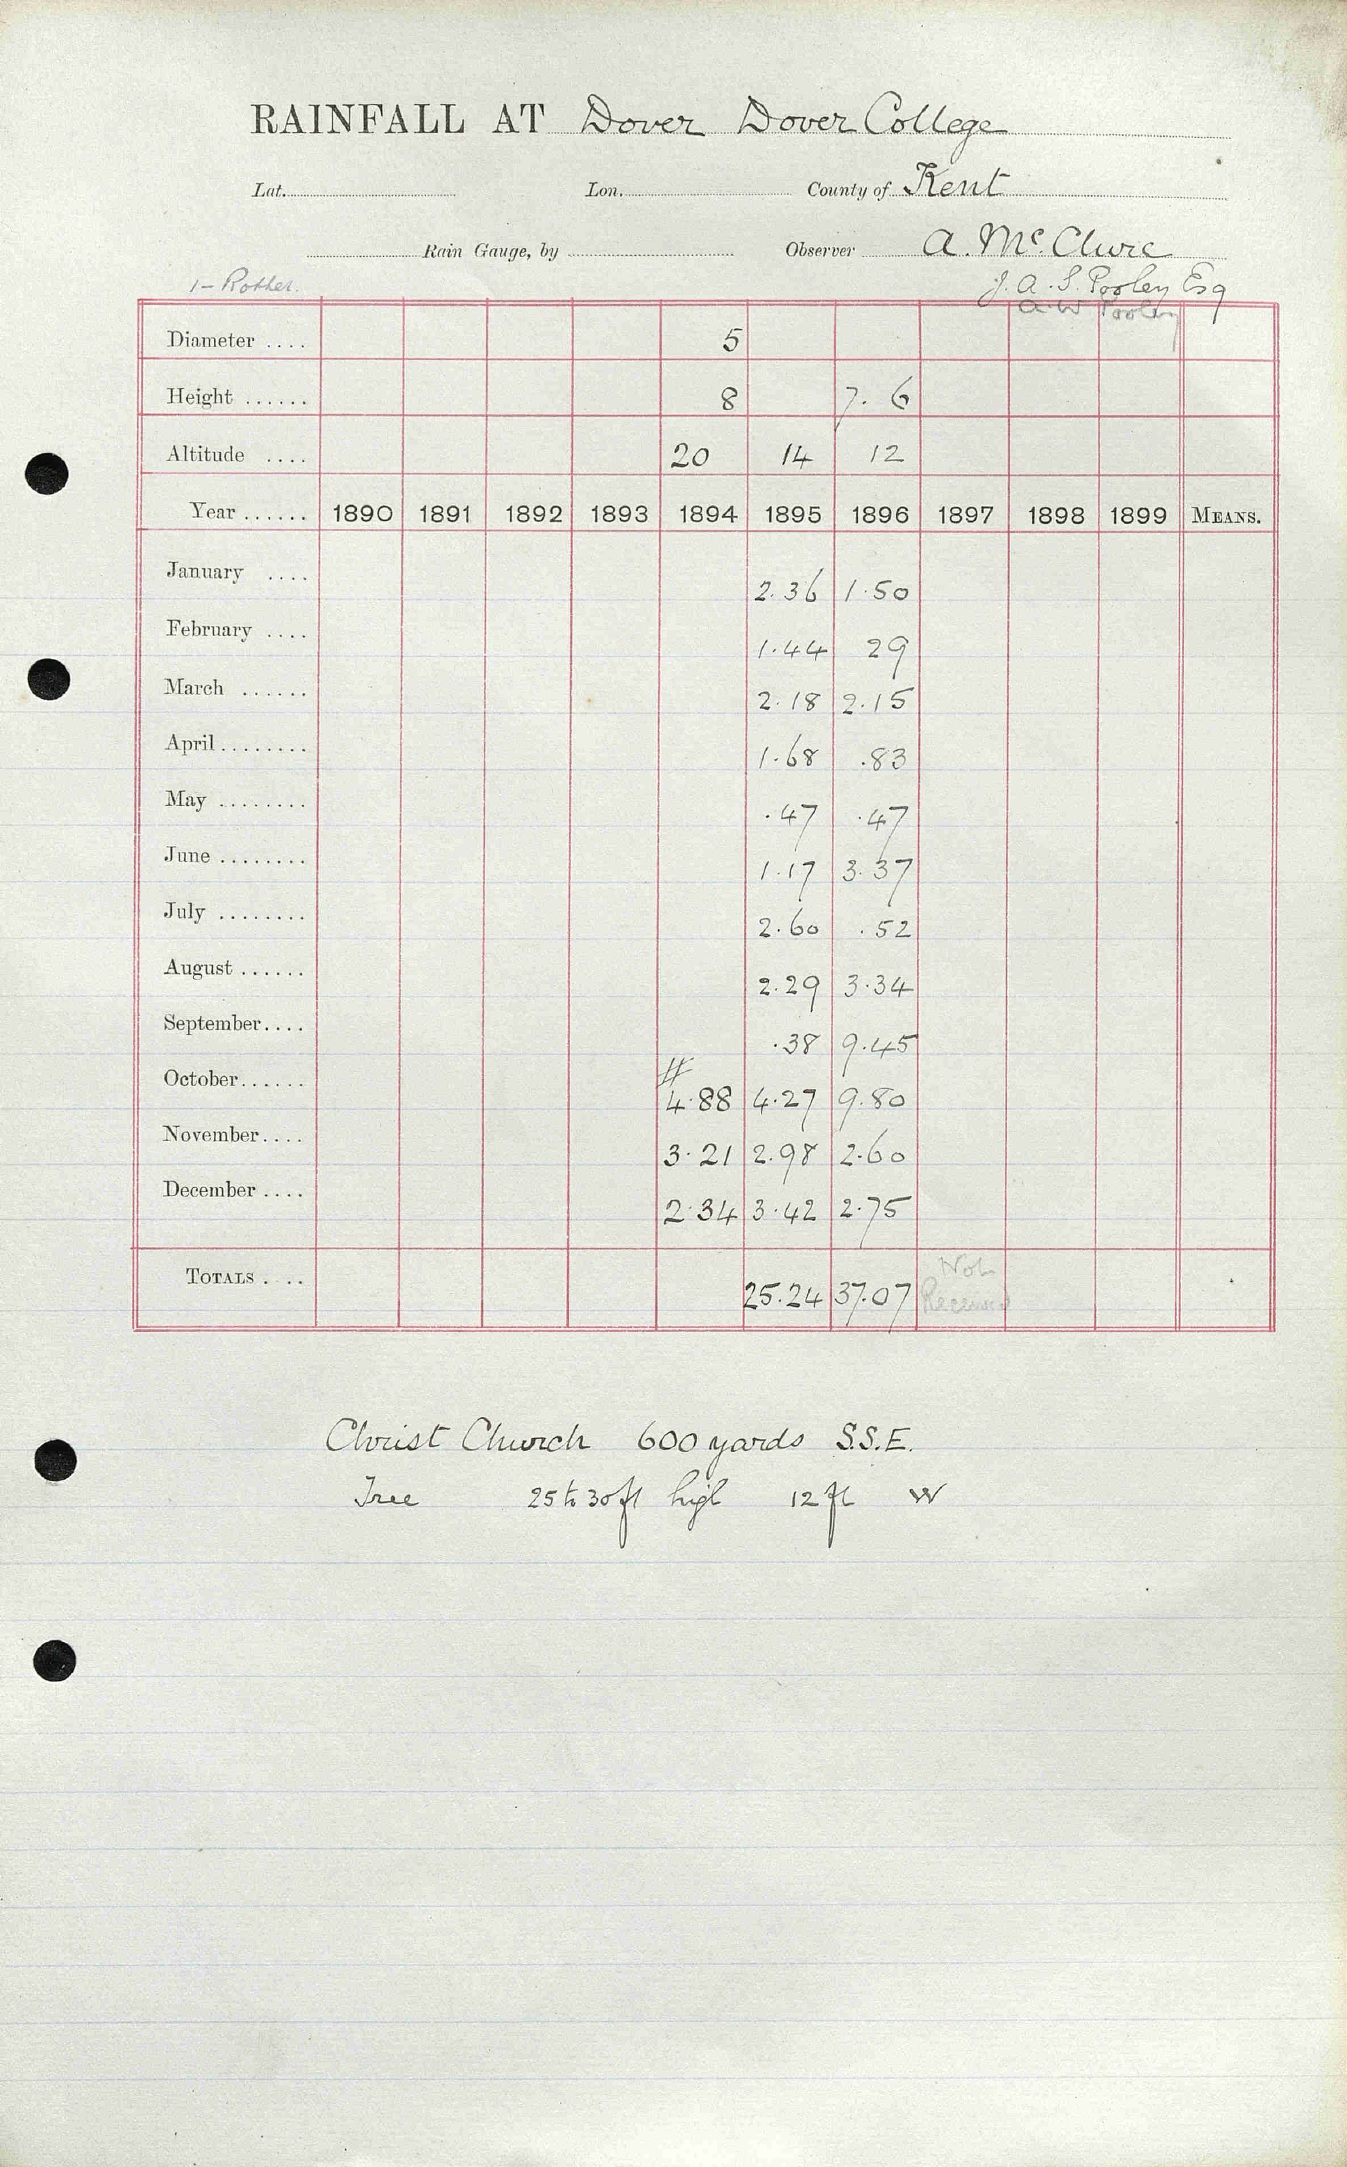 RAINFALL AT Dover Dover College
Lat. Lon. County of Kent
Rain Gauge, by Observer A. McClure
1 - Rother. J. A. S. Pooley Esq
A. W Pooley
Diameter .... 5
Height ...... 8 7. 6
Altitude .... 20 14 12
Year ...... 1890 1891 1892 1893 1894 1895 1896 1897 1898 1899 MEANS.
January .... 2.36 1.50
February .... 1.44 29
March ...... 2.18 2.15
April ........ 1.68 .83
May ........ .47 .47
June ........ 1.17 3.37
July ........ 2.60 .52
August ...... 2.29 3.34
September.... .38 9.45
#
October...... 4.88 4.27 9.80
November.... 3.21 2.98 2.60
December .... 2.34 3.42 2.75
TOTALS .... 25.24 37.07 Not Received
Christ Church 600 yards S.S.E.
Tree 25 to 30 ft high 12 ft W